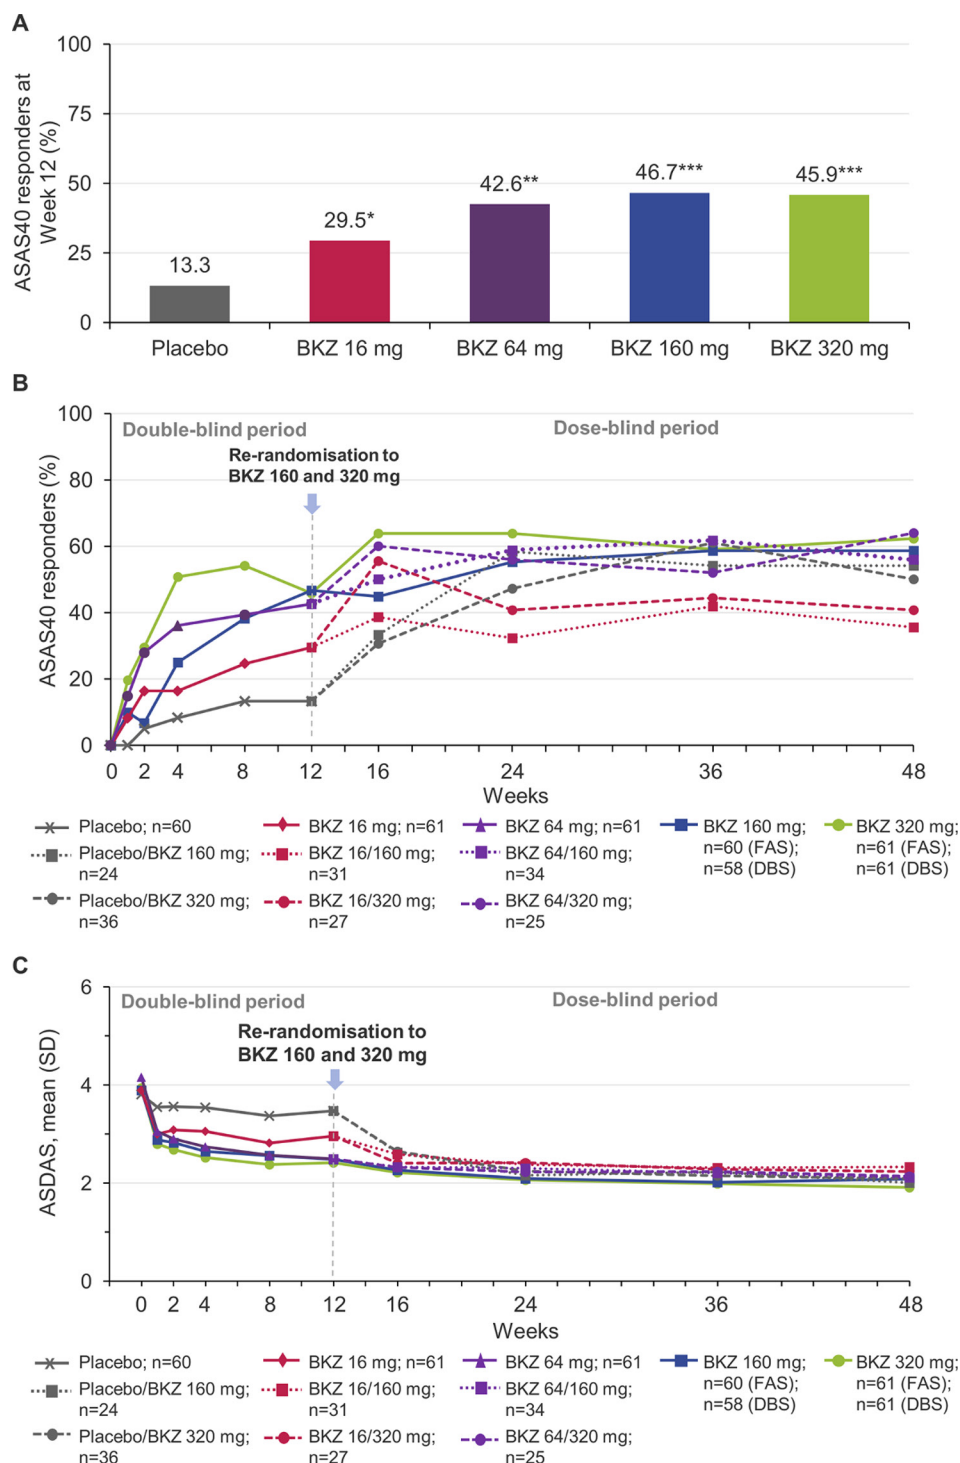 A
ASAS40 responders at
Week 12 (%)
100
75
50
25
0
13.3
29.5*
42.6**
46.7***
45.9***
Placebo
BKZ 16 mg
BKZ 64 mg
BKZ 160 mg
BKZ 320 mg
B
ASAS40 responders (%)
100
80
60
40
20
0
Double-blind period
Dose-blind period
Re-randomisation to
BKZ 160 and 320 mg
0 2 4 8 12 16 24 36 48
Weeks
Placebo; n=60
Placebo/BKZ 160 mg;
n=24
Placebo/BKZ 320 mg;
n=36
BKZ 16 mg; n=61
BKZ 16/160 mg;
n=31
BKZ 16/320 mg;
n=27
BKZ 64 mg; n=61
BKZ 64/160 mg;
n=34
BKZ 64/320 mg;
n=25
BKZ 160 mg;
n=60 (FAS);
n=58 (DBS)
BKZ 320 mg;
n=61 (FAS);
n=61 (DBS)
C
ASDAS, mean (SD)
6
4
2
0
Double-blind period
Dose-blind period
Re-randomisation to
BKZ 160 and 320 mg
0 2 4 8 12 16 24 36 48
Weeks
Placebo; n=60
Placebo/BKZ 160 mg;
n=24
Placebo/BKZ 320 mg;
n=36
BKZ 16 mg; n=61
BKZ 16/160 mg;
n=31
BKZ 16/320 mg;
n=27
BKZ 64 mg; n=61
BKZ 64/160 mg;
n=34
BKZ 64/320 mg;
n=25
BKZ 160 mg;
n=60 (FAS);
n=58 (DBS)
BKZ 320 mg;
n=61 (FAS);
n=61 (DBS)